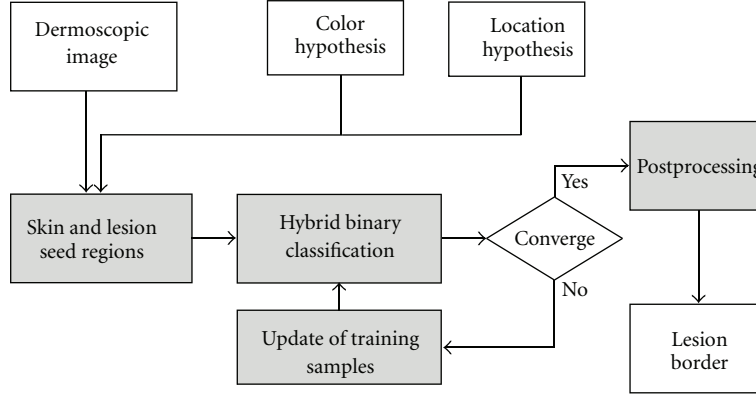 Dermoscopic
image
Color
hypothesis
Location
hypothesis
Skin and lesion
seed regions
Hybrid binary
classification
Converge
Yes
No
Postprocessing
Update of training
samples
Lesion
border